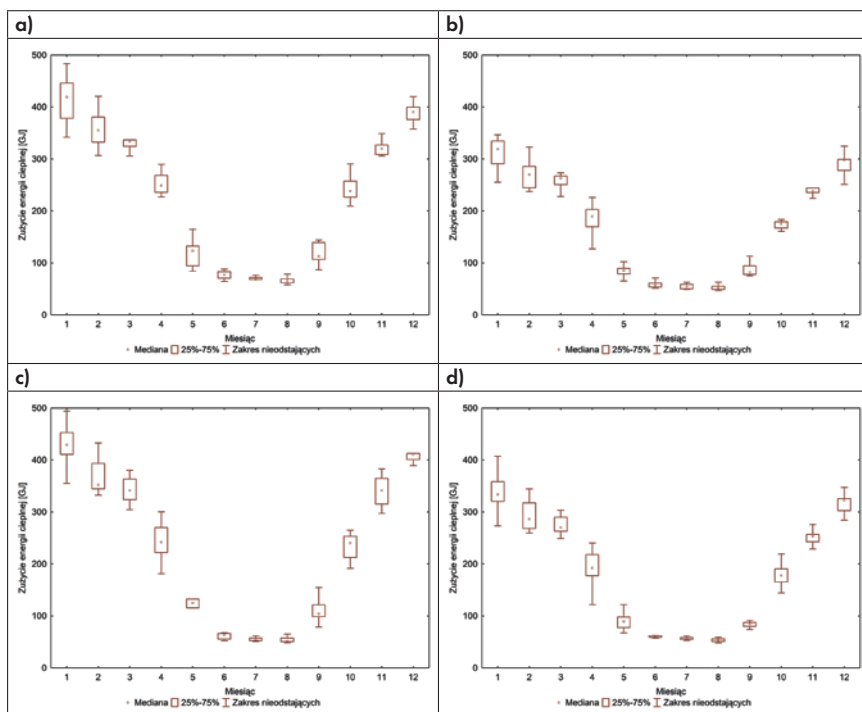 a)
b)
500
400
300
200
100
0
Zużycie energii cieplnej [GJ]
1 2 3 4 5 6 7 8 9 10 11 12
Miesiąc
Mediana 25%-75% Zakres nieodstających
500
400
300
200
100
0
Zużycie energii cieplnej [GJ]
1 2 3 4 5 6 7 8 9 10 11 12
Miesiąc
Mediana 25%-75% Zakres nieodstających
c)
d)
500
400
300
200
100
0
Zużycie energii cieplnej [GJ]
1 2 3 4 5 6 7 8 9 10 11 12
Miesiąc
Mediana 25%-75% Zakres nieodstających
500
400
300
200
100
0
Zużycie energii cieplnej [GJ]
1 2 3 4 5 6 7 8 9 10 11 12
Miesiąc
Mediana 25%-75% Zakres nieodstających